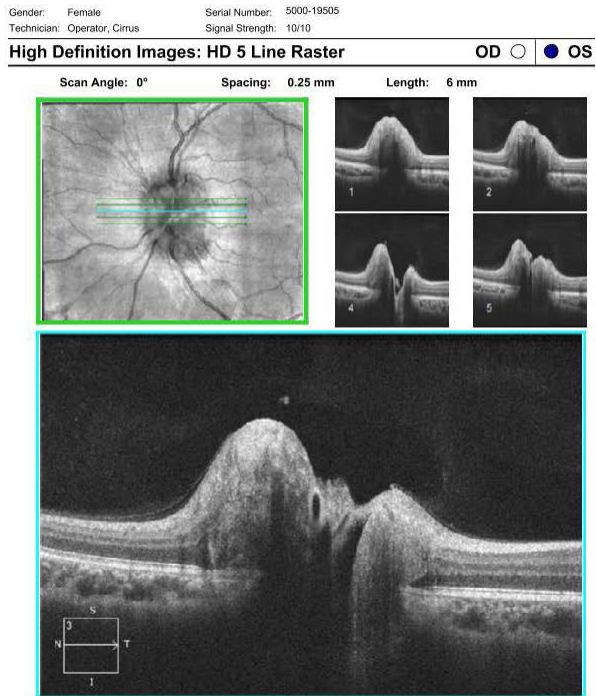 Gender: Female Serial Number: 5000-19505
Technician: Operator, Cirrus Signal Strength: 10/10
High Definition Images: HD 5 Line Raster OD OS
Scan Angle: 0° Spacing: 0.25 mm Length: 6 mm
1 2
4 5
S
3
N T
I